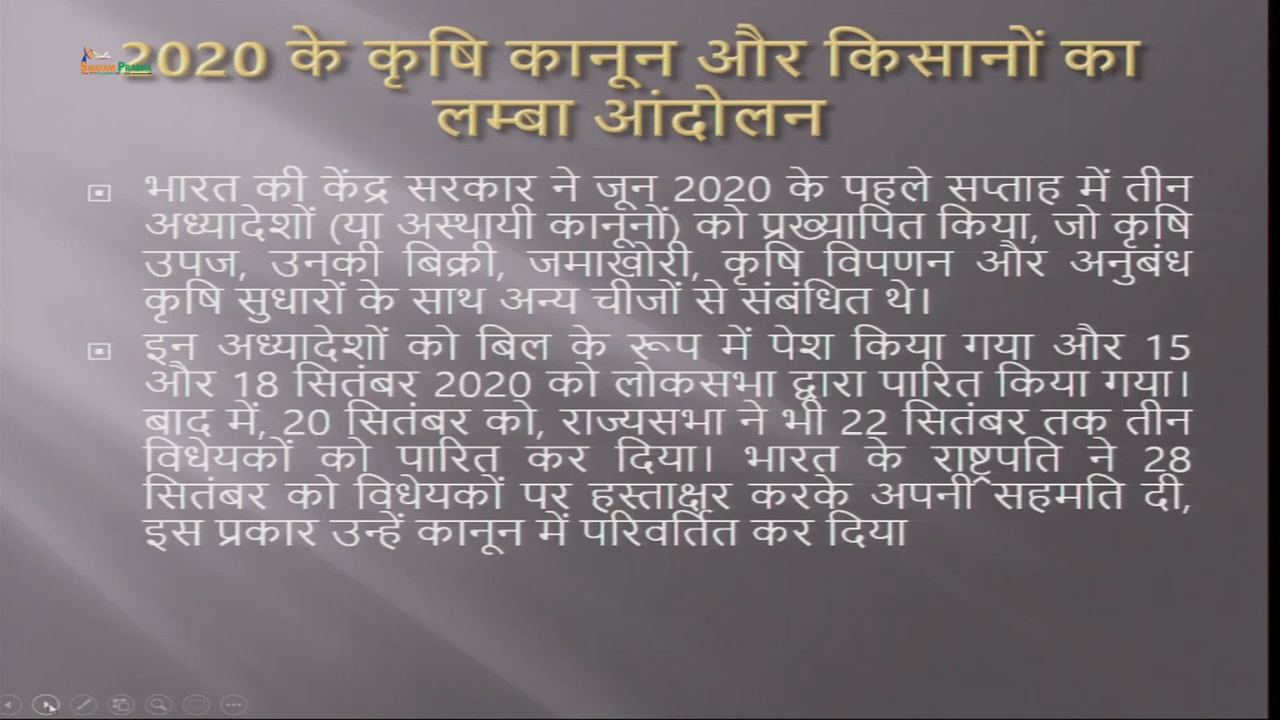 2020 के कृषि कानून और किसानों का
लम्बा आंदोलन
SWAYAM PRABHA
भारत की केंद्र सरकार ने जून 2020 के पहले सप्ताह में तीन
अध्यादेशों (या अस्थायी कानूनों) को प्रख्यापित किया, जो कृषि
उपज, उनकी बिक्री, जमाखोरी, कृषि विपणन और अनुबंध
कृषि सुधारों के साथ अन्य चीजों से संबंधित थे।
इन अध्यादेशों को बिल के रूप में पेश किया गया और 15
और 18 सितंबर 2020 को लोकसभा द्वारा पारित किया गया।
बाद में, 20 सितंबर को, राज्यसभा ने भी 22 सितंबर तक तीन
विधेयकों को पारित कर दिया। भारत के राष्ट्रपति ने 28
सितंबर को विधेयकों पर हस्ताक्षर करके अपनी सहमति दी,
इस प्रकार उन्हें कानून में परिवर्तित कर दिया